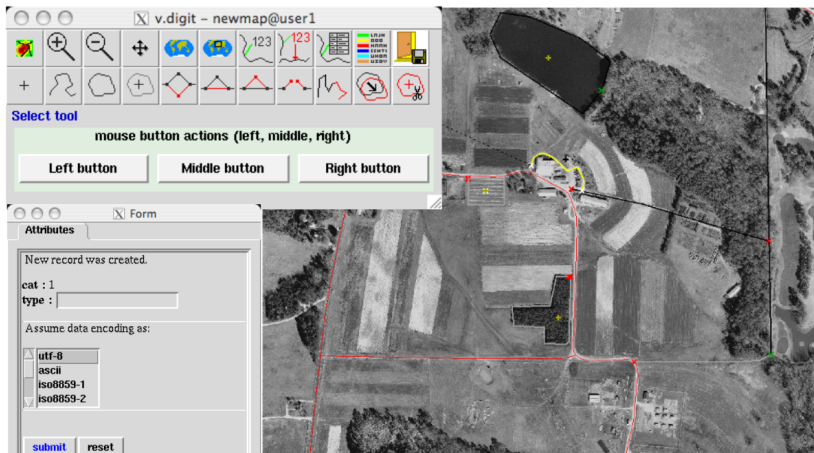 v.digit – newmap@user1
123
123
Select tool
mouse button actions (left, middle, right)
Left button
Middle button
Right button
Form
Attributes
New record was created.
cat : 1
type :
Assume data encoding as:
utf-8
ascii
iso8859-1
iso8859-2
submit
reset